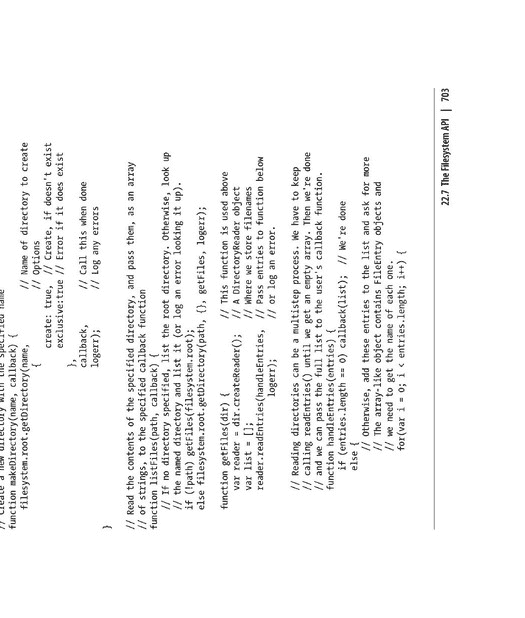 // Create a new directory with the specified name
function makeDirectory(name, callback) {
filesystem.root.getDirectory(name, // Name of directory to create
{ // Options
create: true, // Create, if doesn't exist
exclusive:true // Error if it does exist
},
callback, // Call this when done
logerr); // Log any errors
}
// Read the contents of the specified directory, and pass them, as an array
// of strings, to the specified callback function
function listFiles(path, callback) {
// If no directory specified, list the root directory. Otherwise, look up
// the named directory and list it (or log an error looking it up).
if (!path) getFiles(filesystem.root);
else filesystem.root.getDirectory(path, {}, getFiles, logerr);
function getFiles(dir) { // This function is used above
var reader = dir.createReader(); // A DirectoryReader object
var list = []; // Where we store filenames
reader.readEntries(handleEntries, // Pass entries to function below
logerr); // or log an error.
// Reading directories can be a multistep process. We have to keep
// calling readEntries() until we get an empty array. Then we're done
// and we can pass the full list to the user's callback function.
function handleEntries(entries) {
if (entries.length == 0) callback(list); // We're done
else {
// Otherwise, add these entries to the list and ask for more
// The array-like object contains FileEntry objects and
// we need to get the name of each one.
for(var i = 0; i < entries.length; i++) {
22.7 The Filesystem API | 703